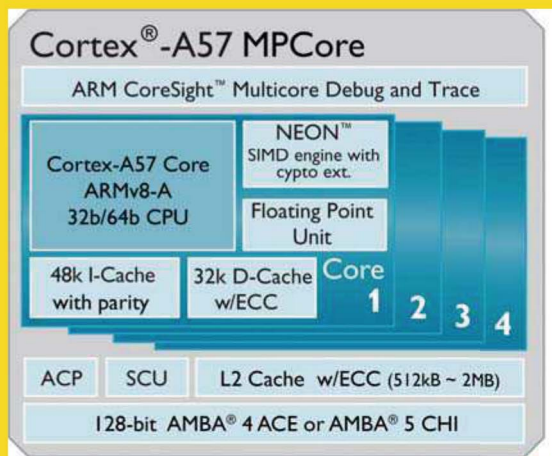 Cortex®-A57 MPCore
ARM CoreSight™ Multicore Debug and Trace
Cortex-A57 Core
ARMv8-A
32b/64b CPU
NEON™
SIMD engine with
cypto ext.
Floating Point
Unit
48k I-Cache
with parity
32k D-Cache
w/ECC
Core
1
2
3
4
ACP
SCU
L2 Cache w/ECC (512kB ~ 2MB)
128-bit AMBA® 4 ACE or AMBA® 5 CHI